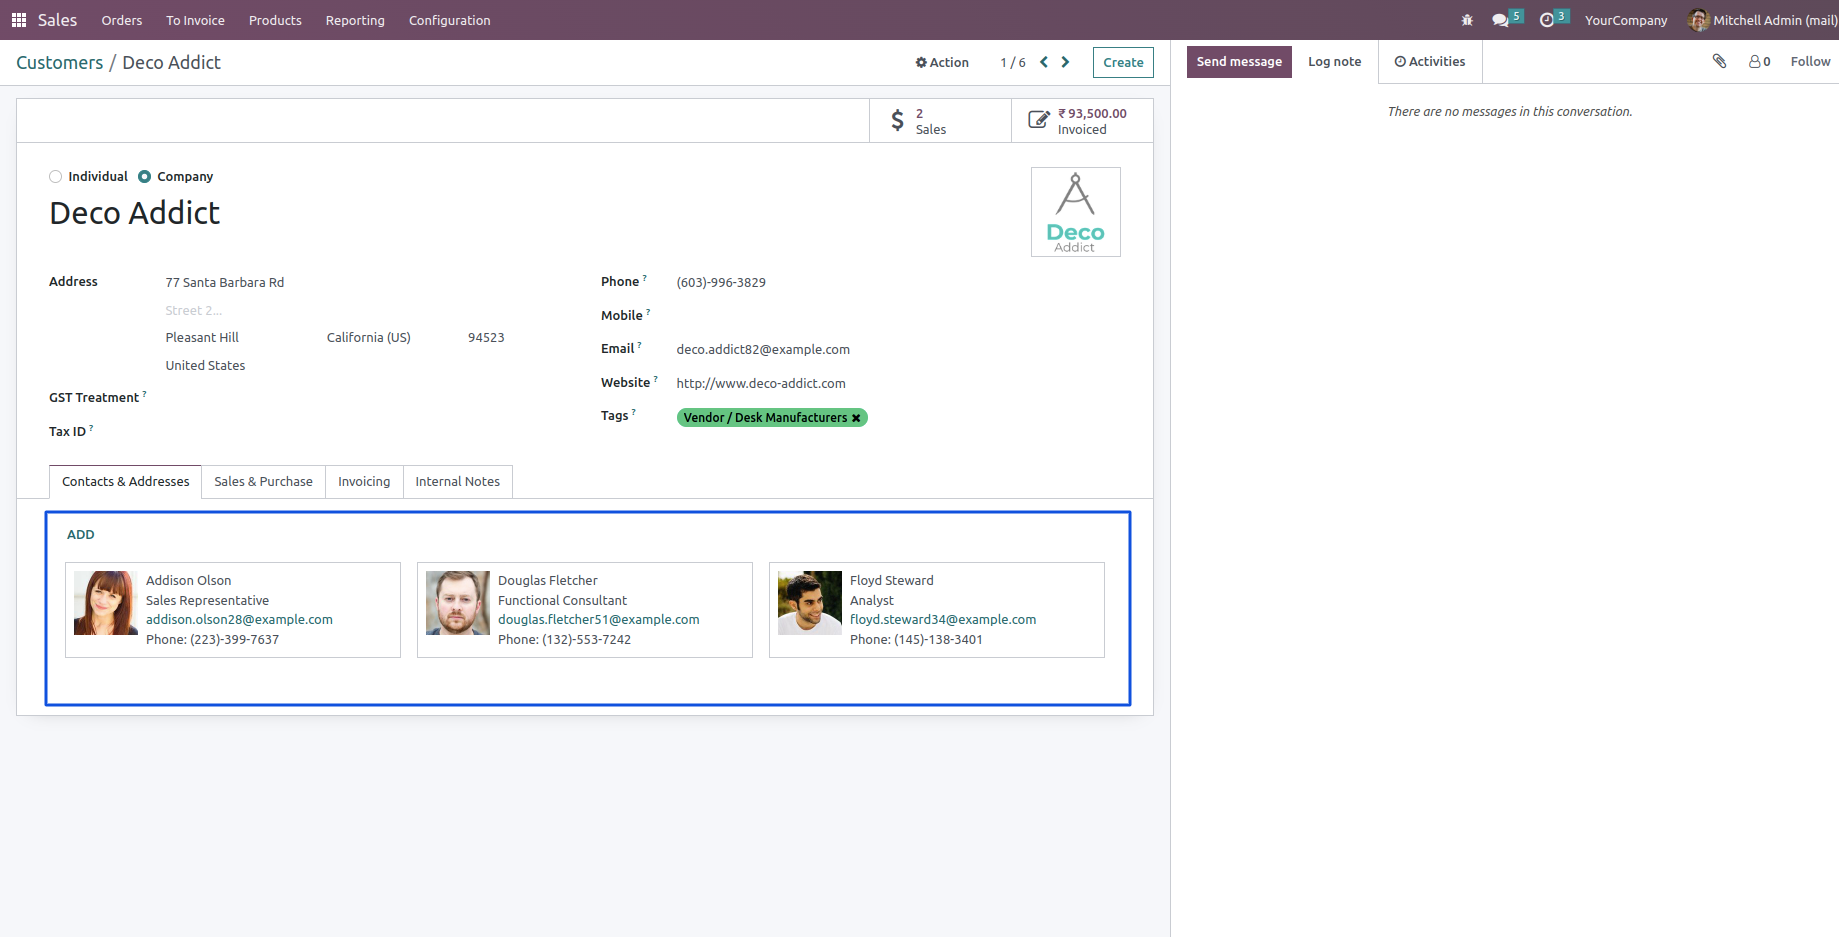 Sales Orders To Invoice Products Reporting Configuration 5 3 YourCompany Mitchell Admin (mail)
Customers / Deco Addict Action 1 / 6 Create
Send message Log note Activities 0 Follow
There are no messages in this conversation.
2
Sales
₹ 93,500.00
Invoiced
Individual Company
Deco Addict
Deco
Addict
Address 77 Santa Barbara Rd
Street 2...
Pleasant Hill California (US) 94523
United States
GST Treatment ?
Tax ID ?
Phone ? (603)-996-3829
Mobile ?
Email ? deco.addict82@example.com
Website ? http://www.deco-addict.com
Tags ? Vendor / Desk Manufacturers
Contacts & Addresses Sales & Purchase Invoicing Internal Notes
ADD
Addison Olson
Sales Representative
addison.olson28@example.com
Phone: (223)-399-7637
Douglas Fletcher
Functional Consultant
douglas.fletcher51@example.com
Phone: (132)-553-7242
Floyd Steward
Analyst
floyd.steward34@example.com
Phone: (145)-138-3401